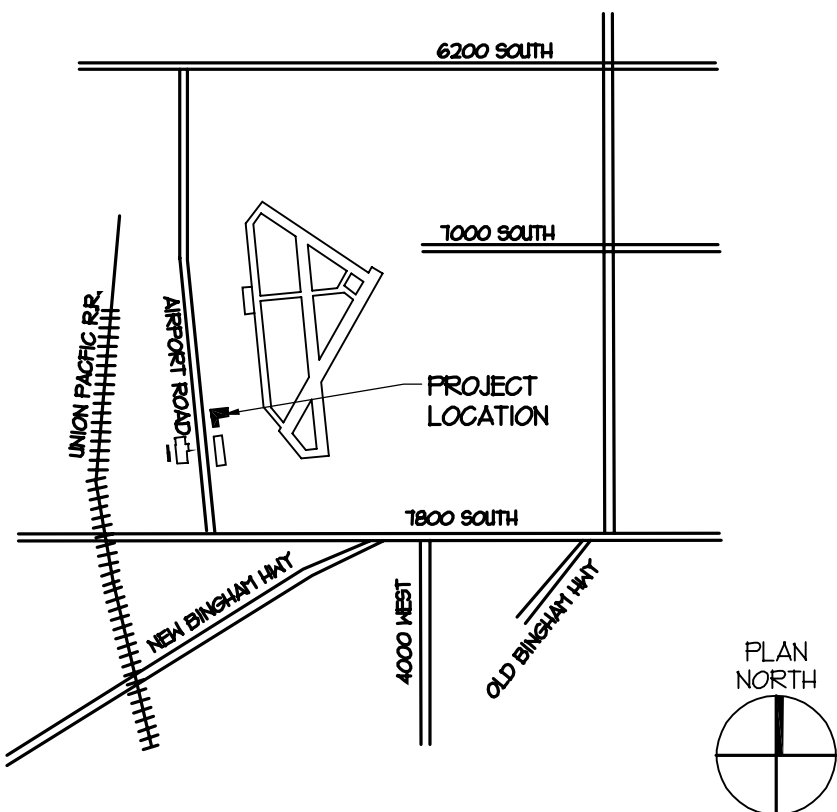 6200 SOUTH
7000 SOUTH
UNION PACFIC R.R.
AIRPORT ROAD
PROJECT
LOCATION
7800 SOUTH
NEW BINGHAM HWY
4000 WEST
OLD BINGHAM HWY
PLAN
NORTH